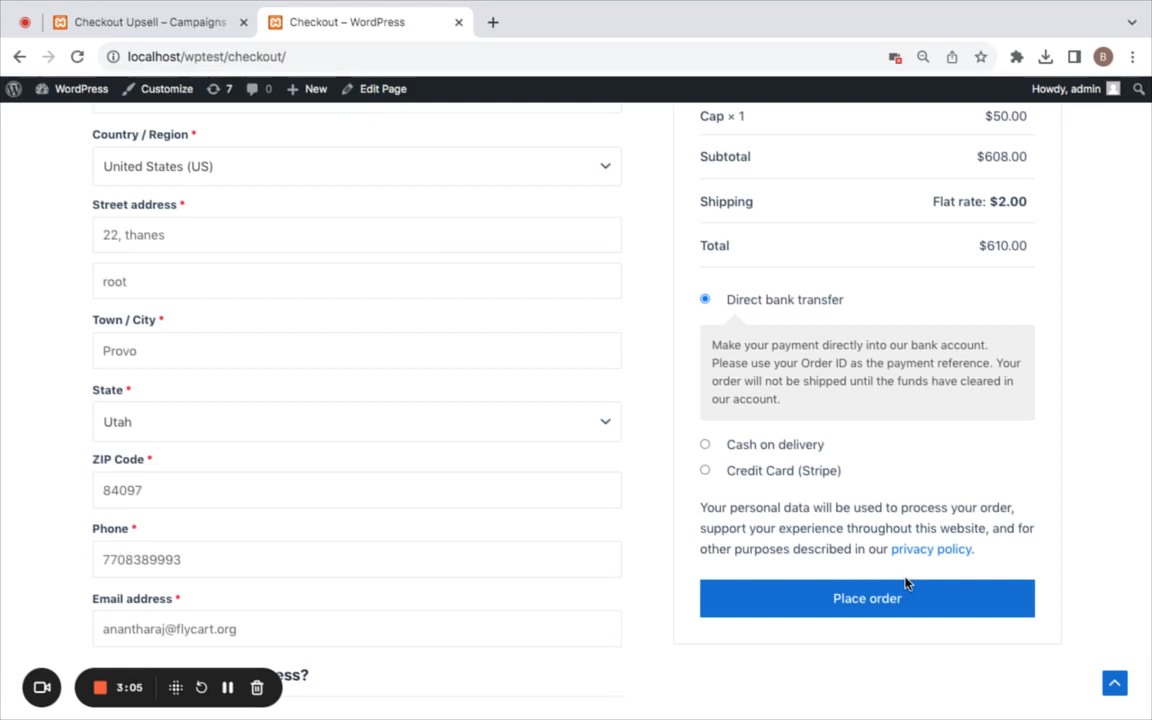 Checkout Upsell – Campaigns
Checkout – WordPress
localhost/wptest/checkout/
B
WordPress
Customize
7
0
New
Edit Page
Howdy, admin
Country / Region *
United States (US)
Street address *
22, thanes
root
Town / City *
Provo
State *
Utah
ZIP Code *
84097
Phone *
7708389993
Email address *
anantharaj@flycart.org
ess?
3:05
Cap × 1 $50.00
Subtotal $608.00
Shipping Flat rate: $2.00
Total $610.00
Direct bank transfer
Make your payment directly into our bank account.
Please use your Order ID as the payment reference. Your
order will not be shipped until the funds have cleared in
our account.
Cash on delivery
Credit Card (Stripe)
Your personal data will be used to process your order,
support your experience throughout this website, and for
other purposes described in our privacy policy.
Place order